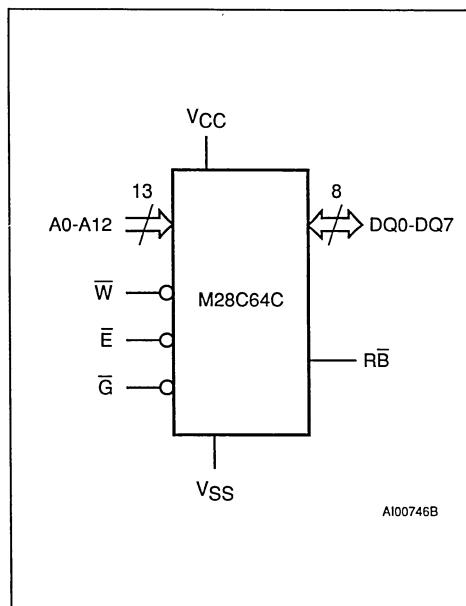 VCC
13
8
A0-A12
DQ0-DQ7
W̅
M28C64C
E̅
RB̅
G̅
VSS
AI00746B